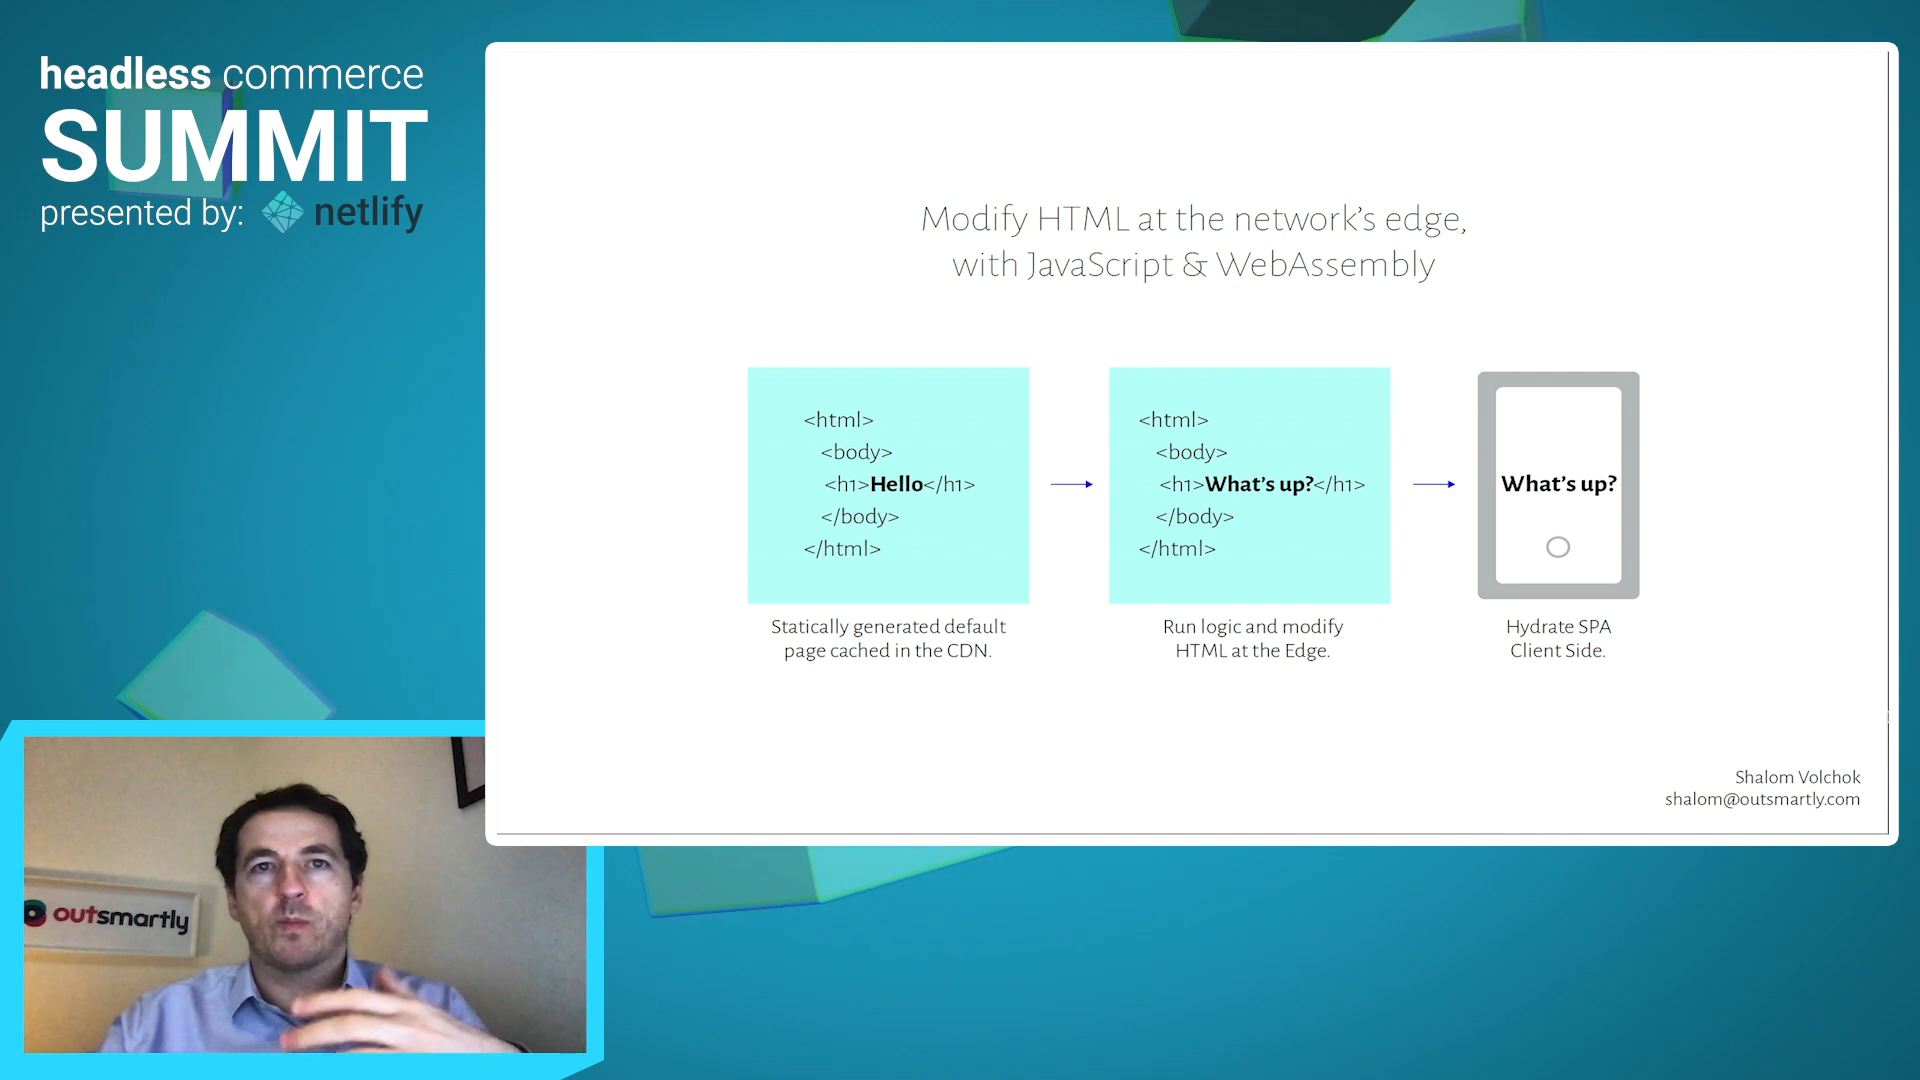 headless commerce
SUMMIT
presented by: netlify
Modify HTML at the network's edge,
with JavaScript & WebAssembly
<html>
<body>
<h1>Hello</h1>
</body>
</html>
Statically generated default
page cached in the CDN.
<html>
<body>
<h1>What's up?</h1>
</body>
</html>
Run logic and modify
HTML at the Edge.
What's up?
Hydrate SPA
Client Side.
Shalom Volchok
shalom@outsmartly.com
outsmartly